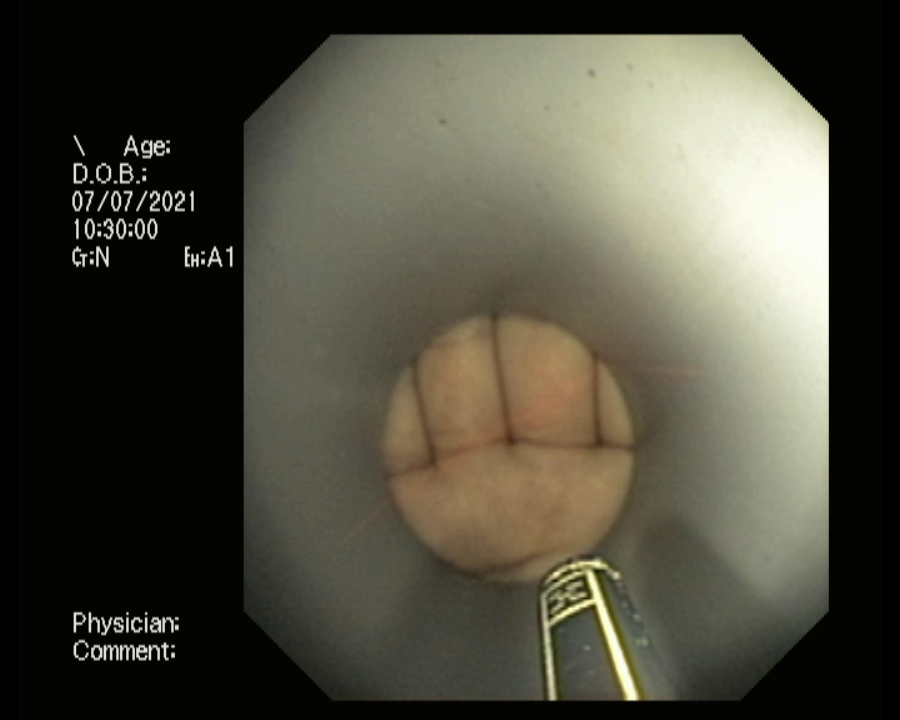 \ Age:
D.O.B.:
07/07/2021
10:30:00
Cr:N Eh:A1
Physician:
Comment: